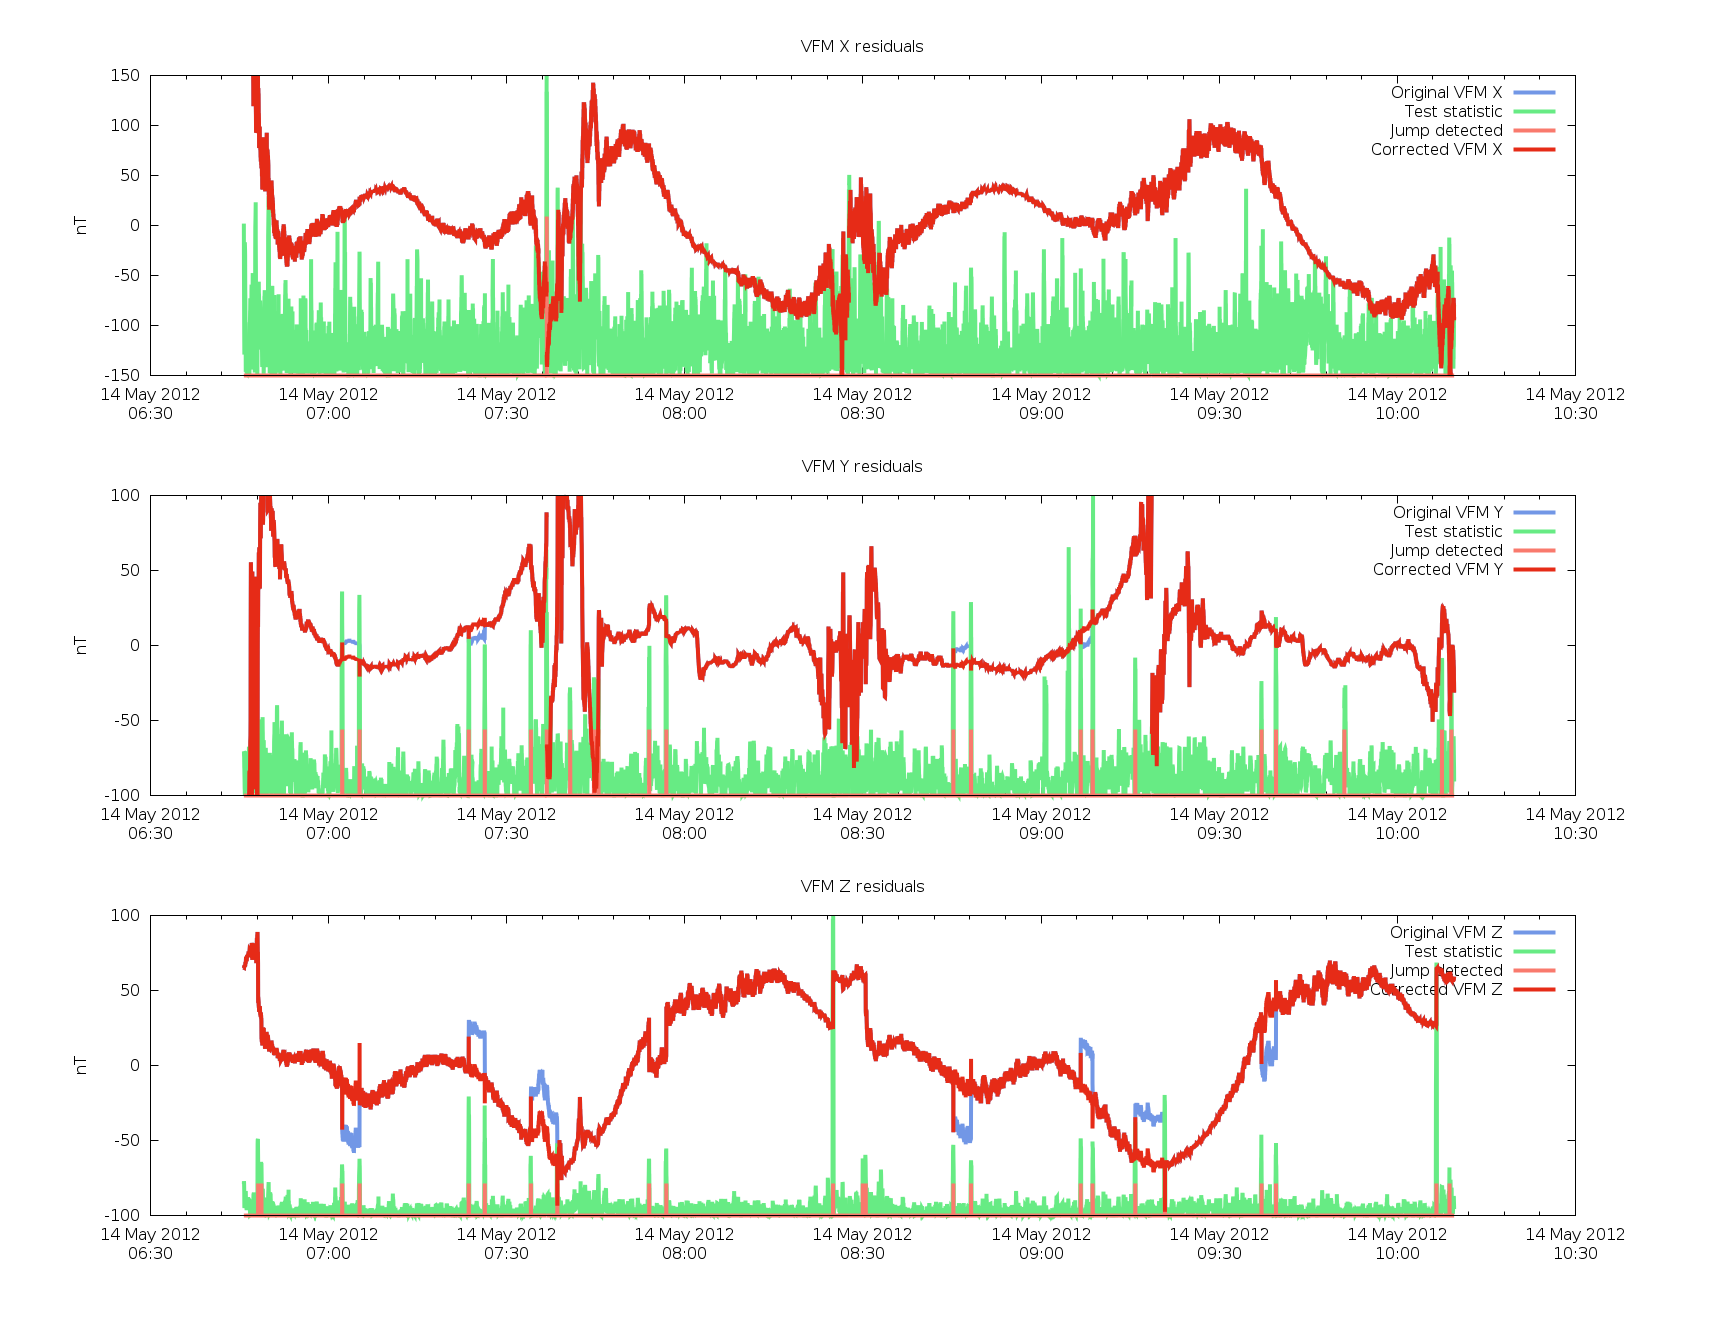 VFM X residuals
150
100
50
0
-50
-100
-150
nT
Original VFM X
Test statistic
Jump detected
Corrected VFM X
14 May 2012 14 May 2012 14 May 2012 14 May 2012 14 May 2012 14 May 2012 14 May 2012 14 May 2012 14 May 2012
06:30 07:00 07:30 08:00 08:30 09:00 09:30 10:00 10:30
VFM Y residuals
100
50
0
-50
-100
nT
Original VFM Y
Test statistic
Jump detected
Corrected VFM Y
14 May 2012 14 May 2012 14 May 2012 14 May 2012 14 May 2012 14 May 2012 14 May 2012 14 May 2012 14 May 2012
06:30 07:00 07:30 08:00 08:30 09:00 09:30 10:00 10:30
VFM Z residuals
100
50
0
-50
-100
nT
Original VFM Z
Test statistic
Jump detected
Corrected VFM Z
14 May 2012 14 May 2012 14 May 2012 14 May 2012 14 May 2012 14 May 2012 14 May 2012 14 May 2012 14 May 2012
06:30 07:00 07:30 08:00 08:30 09:00 09:30 10:00 10:30